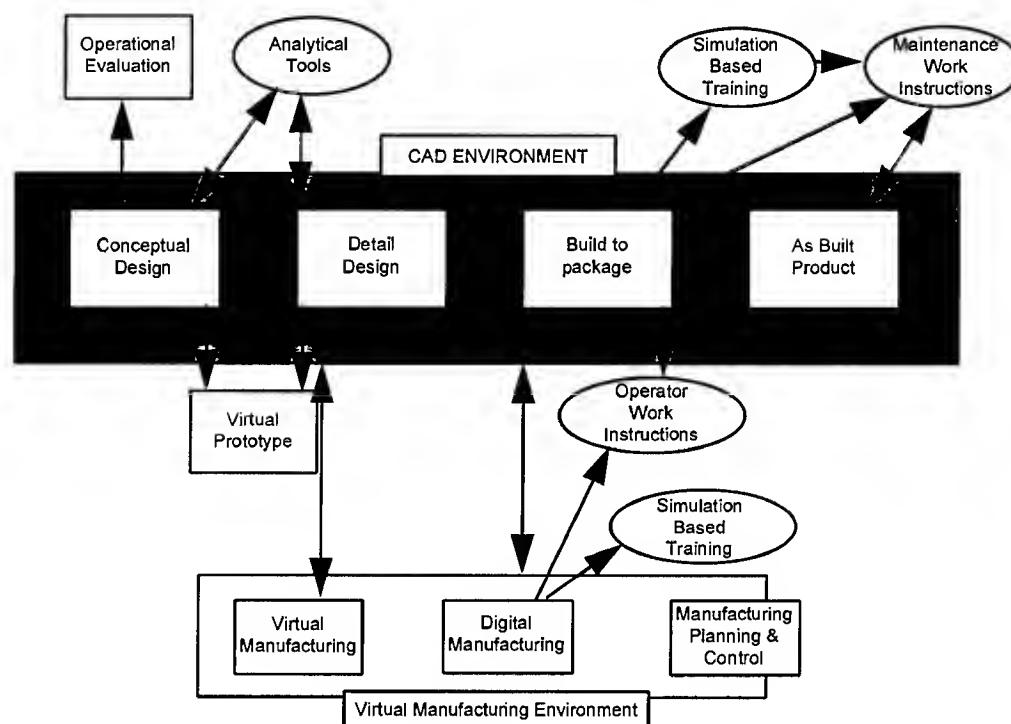 Operational
Evaluation
Analytical
Tools
Simulation
Based
Training
Maintenance
Work
Instructions
CAD ENVIRONMENT
Conceptual
Design
Detail
Design
Build to
package
As Built
Product
Virtual
Prototype
Operator
Work
Instructions
Simulation
Based
Training
Virtual
Manufacturing
Digital
Manufacturing
Manufacturing
Planning &
Control
Virtual Manufacturing Environment